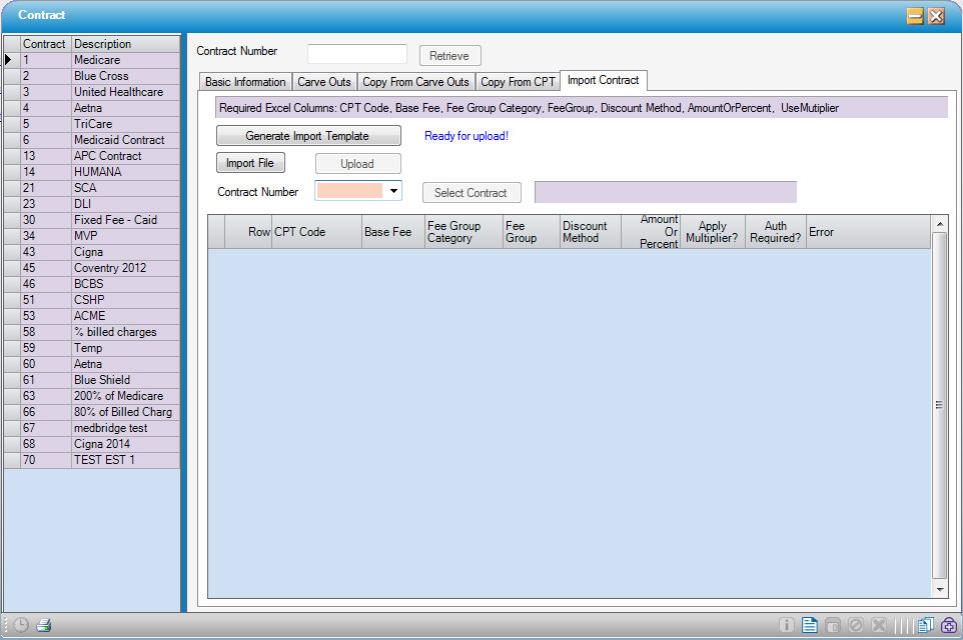 Contract
Contract Description
1 Medicare
2 Blue Cross
3 United Healthcare
4 Aetna
5 TriCare
6 Medicaid Contract
13 APC Contract
14 HUMANA
21 SCA
23 DLI
30 Fixed Fee - Caid
34 MVP
43 Cigna
45 Coventry 2012
46 BCBS
51 CSHP
53 ACME
58 % billed charges
59 Temp
60 Aetna
61 Blue Shield
63 200% of Medicare
66 80% of Billed Charg
67 medbridge test
68 Cigna 2014
70 TEST EST 1
Contract Number Retrieve
Basic Information Carve Outs Copy From Carve Outs Copy From CPT Import Contract
Required Excel Columns: CPT Code, Base Fee, Fee Group Category, FeeGroup, Discount Method, AmountOrPercent, UseMutiplier
Generate Import Template Ready for upload!
Import File Upload
Contract Number Select Contract
Row CPT Code Base Fee Fee Group Category Fee Group Discount Method Amount Or Percent Apply Multiplier? Auth Required? Error